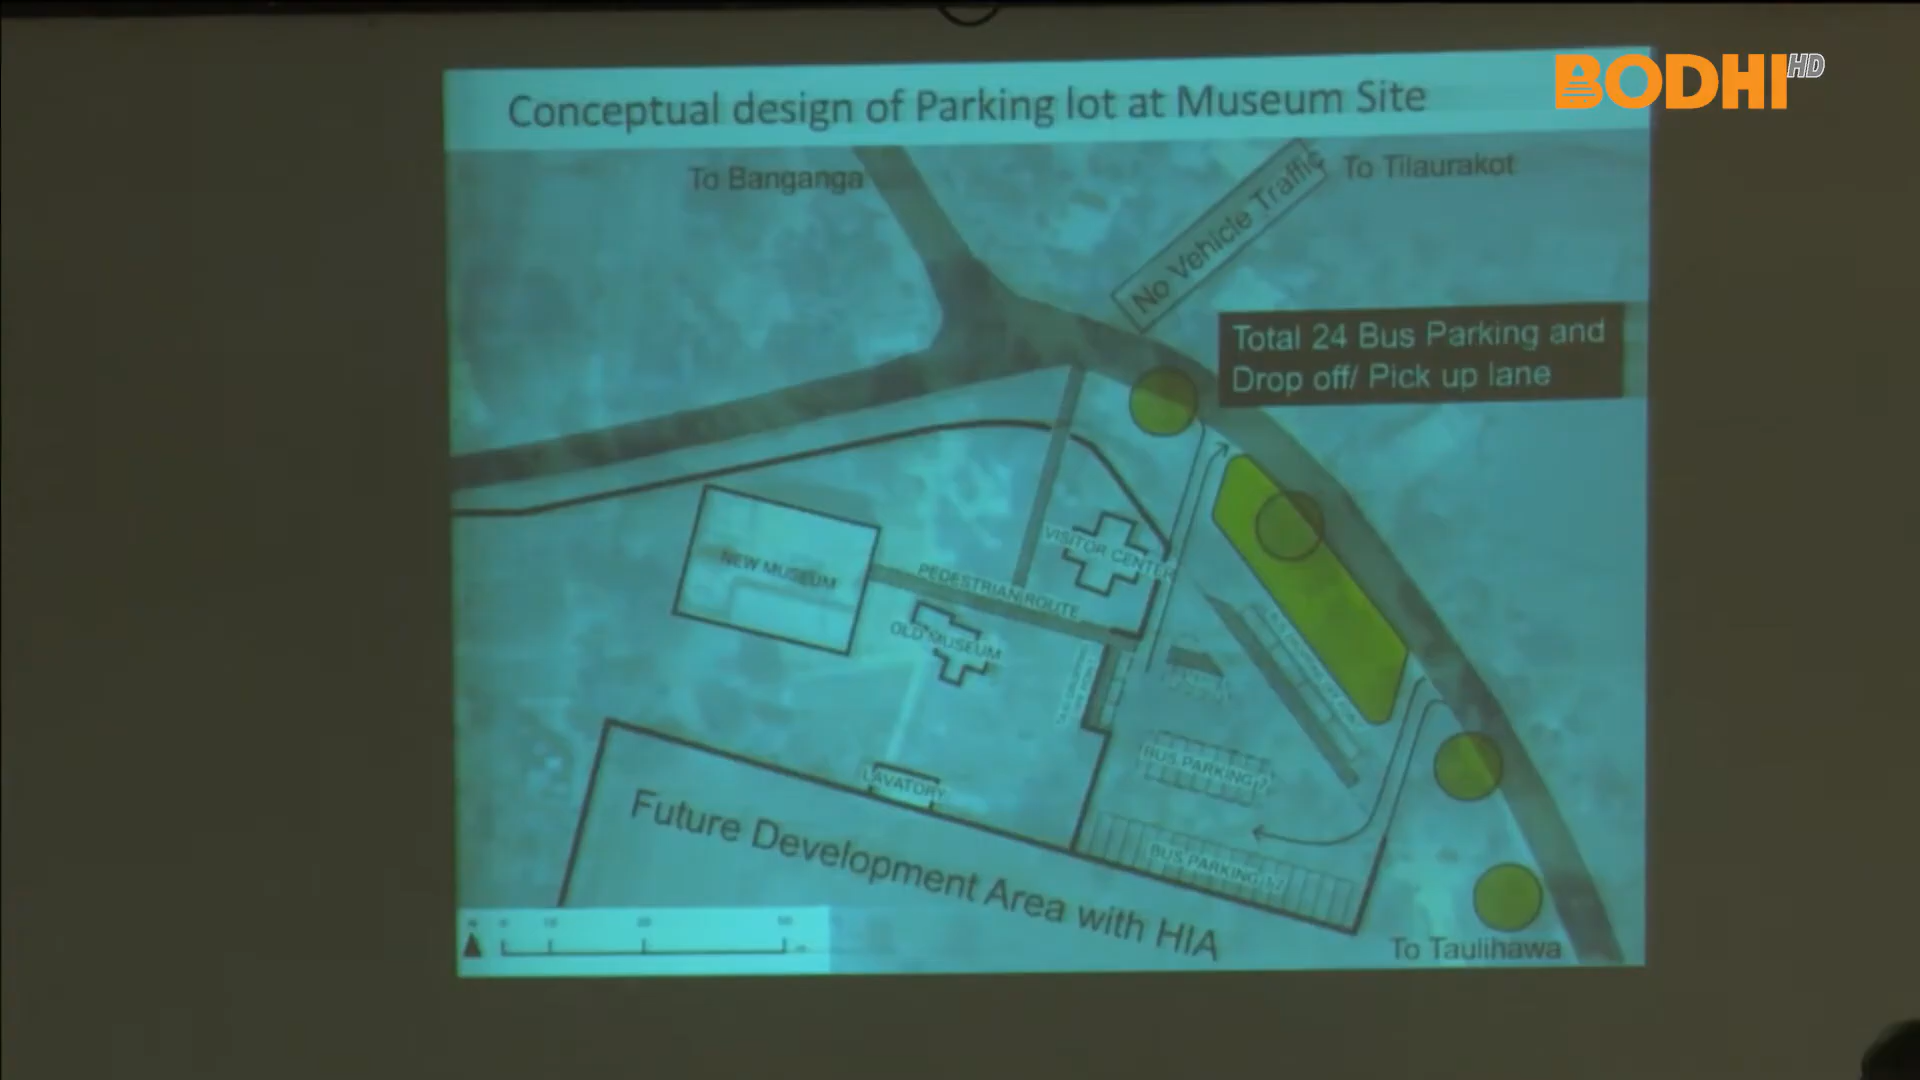 BODHI HD
Conceptual design of Parking lot at Museum Site
To Banganga
No Vehicle Traffic
To Tilaurakot
Total 24 Bus Parking and
Drop off/ Pick up lane
VISITOR CENTER
NEW MUSEUM
PEDESTRIAN ROUTE
OLD MUSEUM
BUS PARKING 7
LAVATORY
BUS PARKING 17
Future Development Area with HIA
To Taulihawa